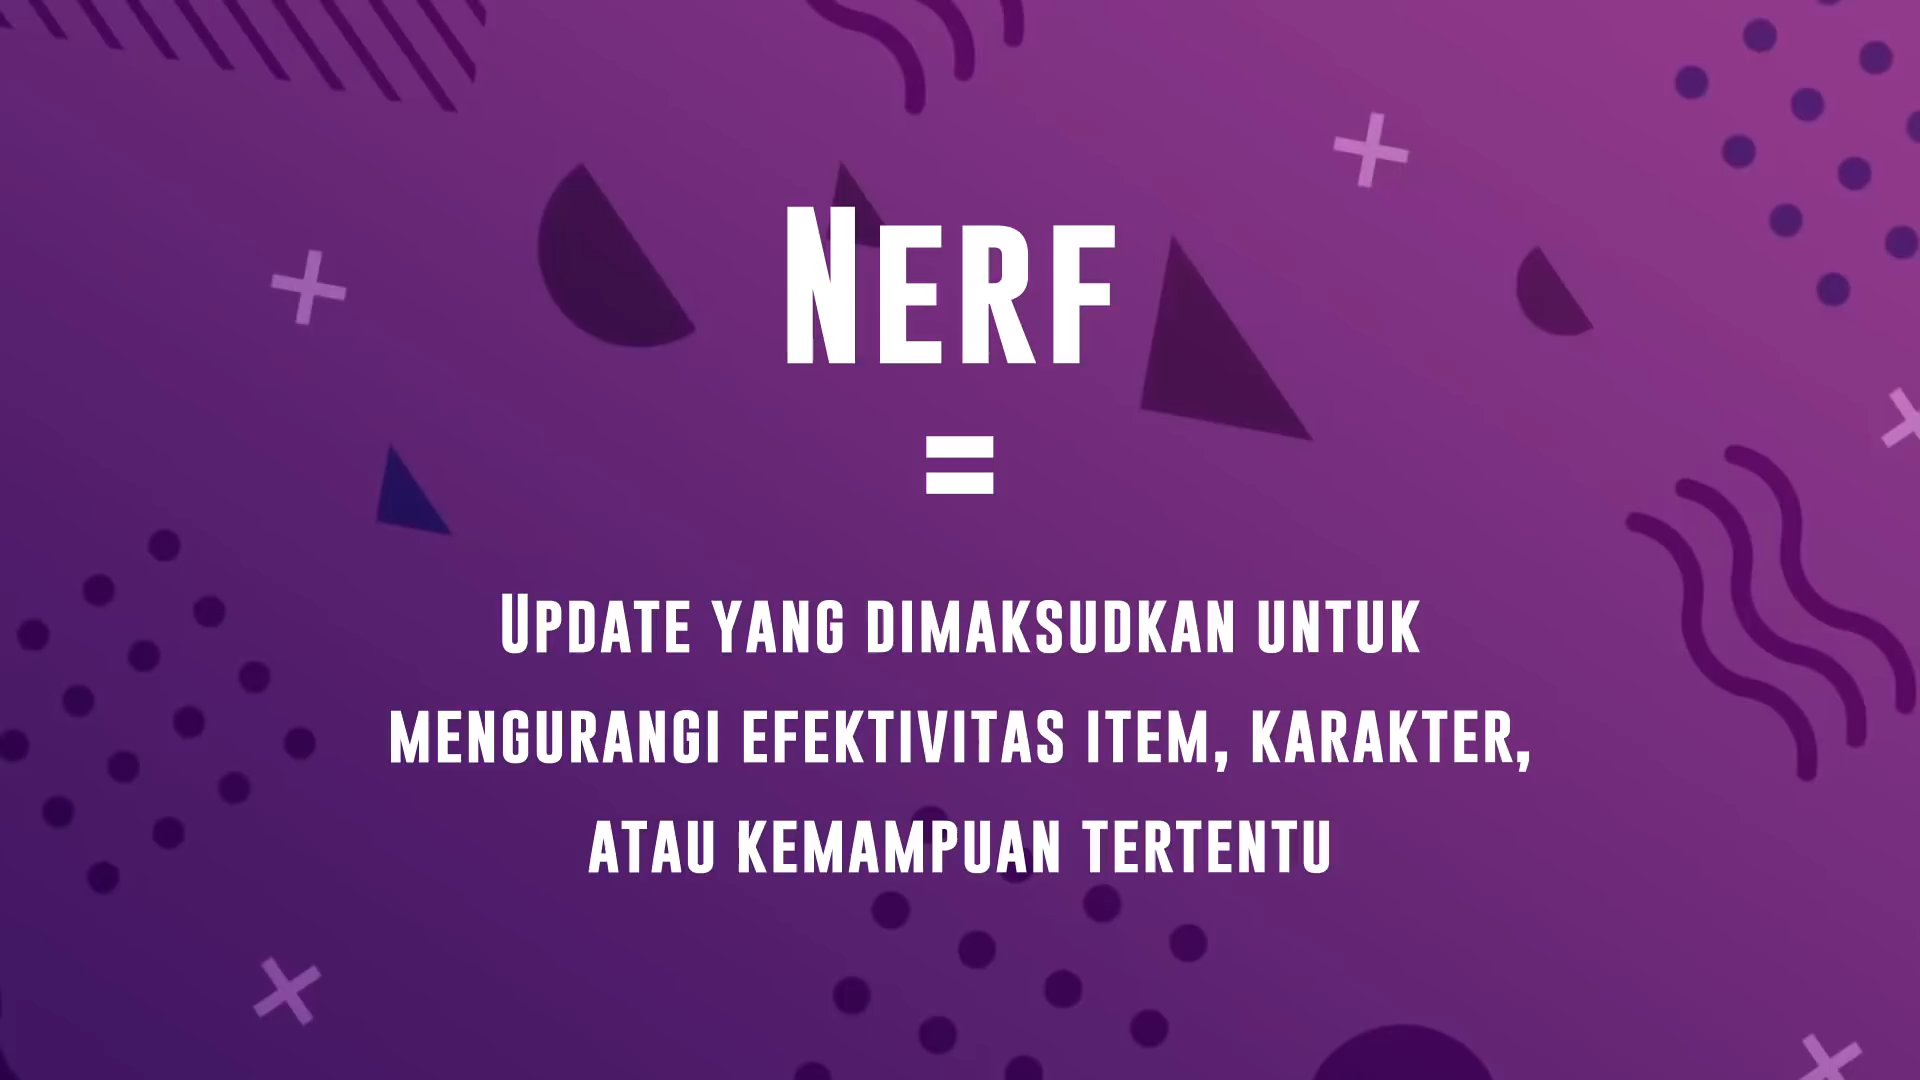 Nerf
=
Update yang dimaksudkan untuk
mengurangi efektivitas item, karakter,
atau kemampuan tertentu